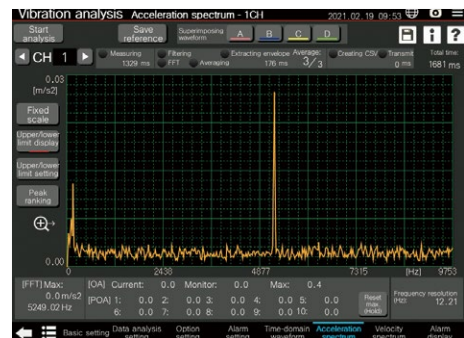 Vibration analysis Acceleration spectrum - 1CH 2021. 02. 19 09: 53
Start analysis
Save reference
Superimposing waveform
A B C D
CH 1
Measuring 1329 ms
Filtering
FFT
Averaging
Extracting envelope 176 ms
Average: 3/3
Creating CSV
Transmit 0 ms
Total time: 1681 ms
0.03
[m/s2]
Fixed scale
Upper/lower limit display
Upper/lower limit setting
Peak ranking
0.00
0 2438 4877 7315 [Hz] 9753
[FFT] Max: 0.0 m/s2 5249.02 Hz
[OA] Current: 0.0 Monitor: 0.0 Max: 0.4
[POA] 1: 0.0 2: 0.0 3: 0.0 4: 0.0 5: 0.0
6: 0.0 7: 0.0 8: 0.0 9: 0.0 10: 0.0
Reset max. (Hold)
Frequency resolution (Hz) 12.21
Basic setting
Data analysis setting
Option setting
Alarm setting
Time-domain waveform
Acceleration spectrum
Velocity spectrum
Alarm display